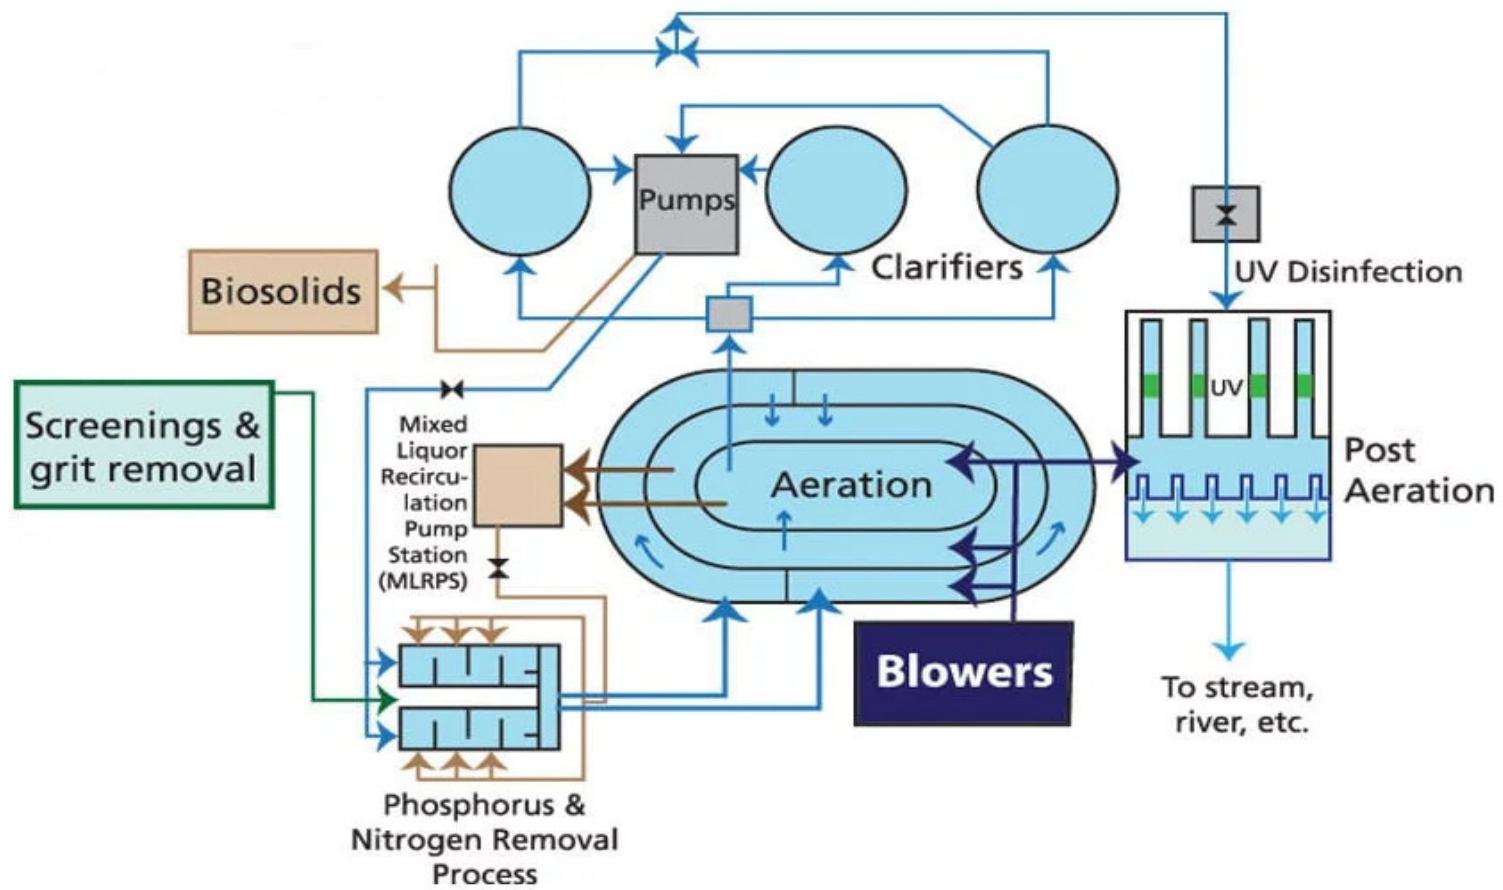 Pumps
Clarifiers
UV Disinfection
Biosolids
Screenings &
grit removal
Mixed
Liquor
Recircu-
lation
Pump
Station
(MLRPS)
Aeration
UV
Post
Aeration
Blowers
To stream,
river, etc.
Phosphorus &
Nitrogen Removal
Process